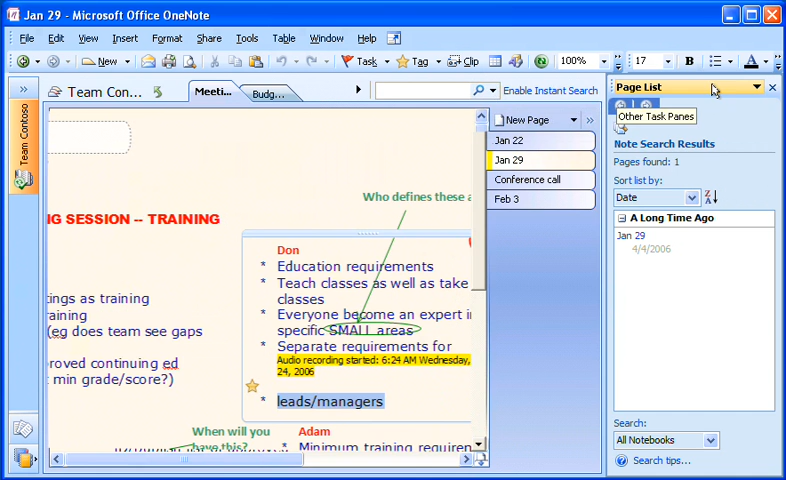 Jan 29 - Microsoft Office OneNote
File Edit View Insert Format Share Tools Table Window Help
New Task Tag Clip 100% 17 B A
Team Con... Meeti... Budg... Enable Instant Search
Team Contoso
New Page
Jan 22
Jan 29
Conference call
Feb 3
Who defines these a
NG SESSION -- TRAINING
Don
* Education requirements
* Teach classes as well as take
classes
* Everyone become an expert i
specific SMALL areas
* Separate requirements for
Audio recording started: 6:24 AM Wednesday,
24, 2006
* leads/managers
tings as training
raining
(eg does team see gaps
roved continuing ed
t min grade/score?)
When will you
have this?
Adam
* Minimum training requirem
Page List
Other Task Panes
Note Search Results
Pages found: 1
Sort list by:
Date
A Long Time Ago
Jan 29
4/4/2006
Search:
All Notebooks
Search tips...